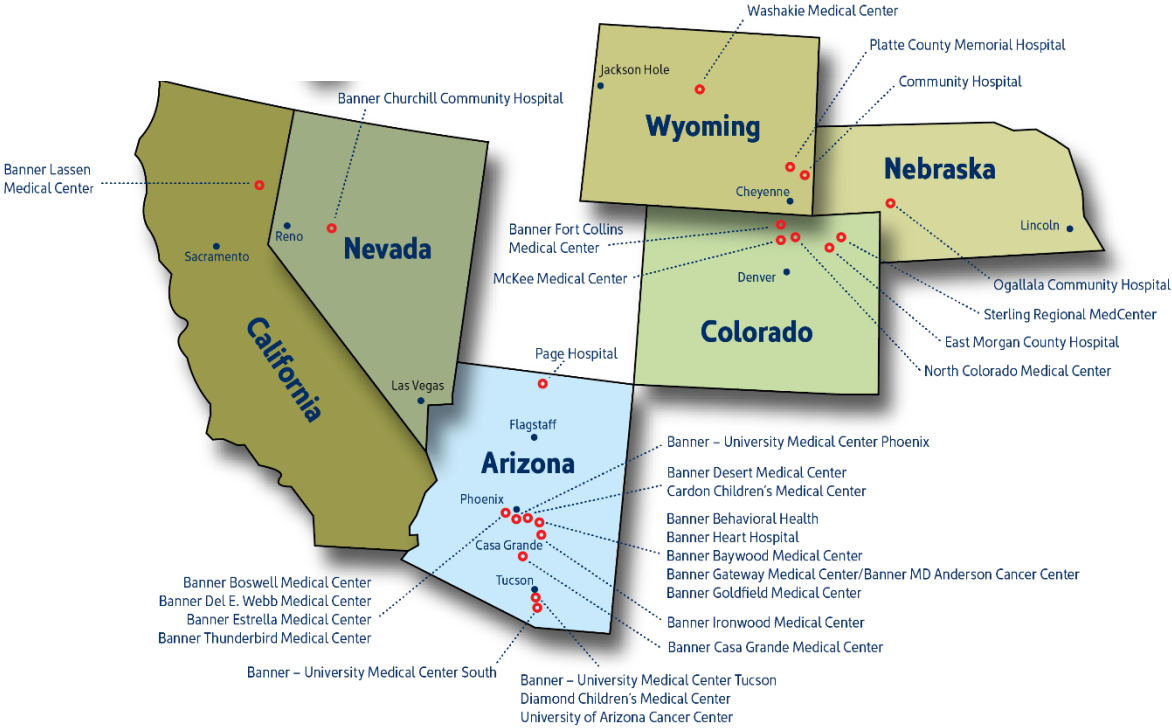 Washakie Medical Center
Platte County Memorial Hospital
Community Hospital
Jackson Hole
Wyoming
Cheyenne
Banner Churchill Community Hospital
Banner Lassen
Medical Center
Reno
Nevada
Sacramento
California
Las Vegas
Nebraska
Lincoln
Banner Fort Collins
Medical Center
McKee Medical Center
Denver
Colorado
Ogallala Community Hospital
Sterling Regional MedCenter
East Morgan County Hospital
North Colorado Medical Center
Page Hospital
Flagstaff
Arizona
Phoenix
Casa Grande
Tucson
Banner – University Medical Center Phoenix
Banner Desert Medical Center
Cardon Children's Medical Center
Banner Behavioral Health
Banner Heart Hospital
Banner Baywood Medical Center
Banner Gateway Medical Center/Banner MD Anderson Cancer Center
Banner Goldfield Medical Center
Banner Ironwood Medical Center
Banner Casa Grande Medical Center
Banner Boswell Medical Center
Banner Del E. Webb Medical Center
Banner Estrella Medical Center
Banner Thunderbird Medical Center
Banner – University Medical Center South
Banner – University Medical Center Tucson
Diamond Children's Medical Center
University of Arizona Cancer Center